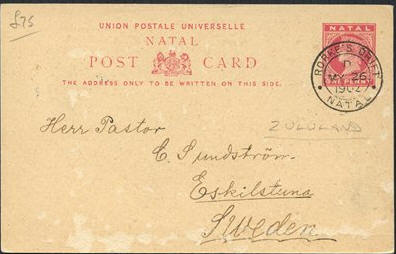 £75
UNION POSTALE UNIVERSELLE
NATAL
POST CARD
THE ADDRESS ONLY TO BE WRITTEN ON THIS SIDE.
NATAL
RORKE'S DRIFT
D
MY 26
1902
NATAL
ZULULAND
Herr Pastor
C. Sundström.
Eskilstuna
Sweden